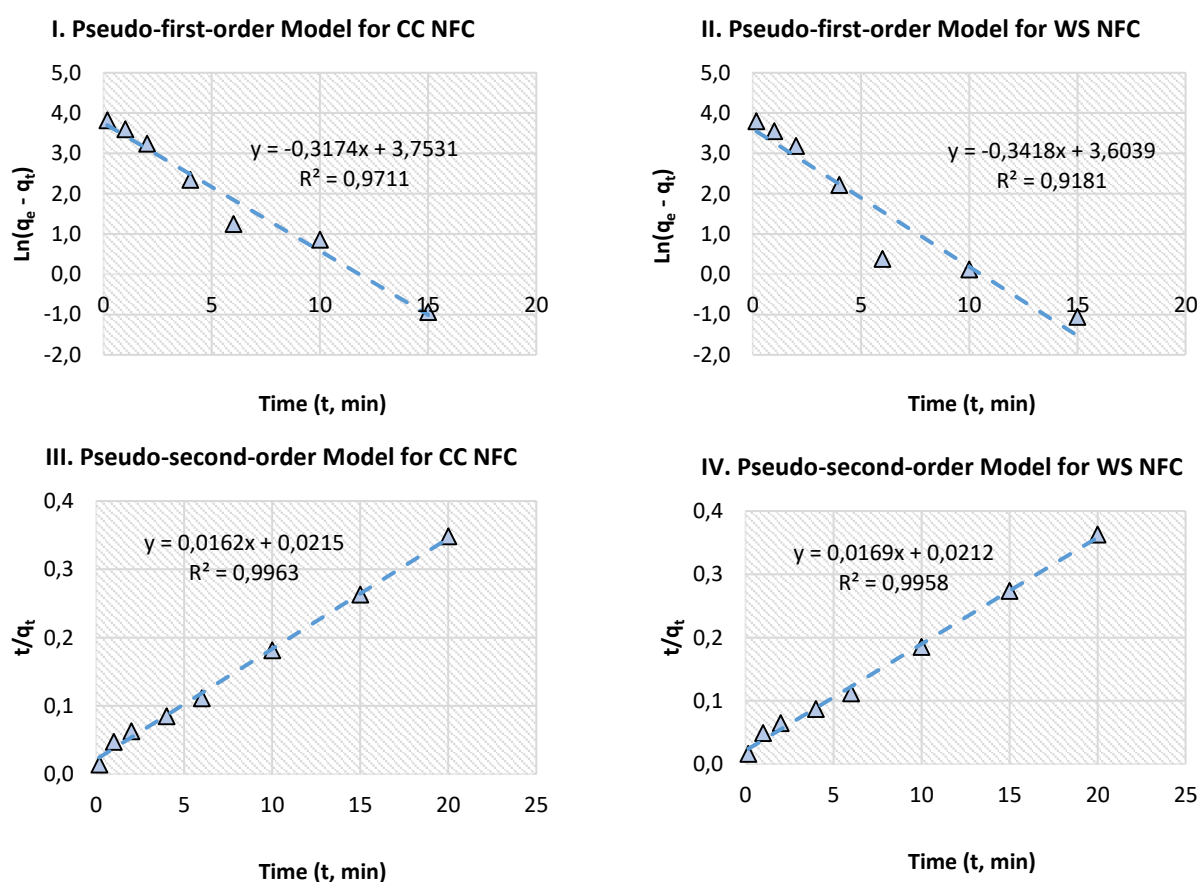 I. Pseudo-first-order Model for CC NFC
5,0
4,0
3,0
2,0
1,0
0,0
-1,0
-2,0
Ln(qₑ - qₜ)
y = -0,3174x + 3,7531
R² = 0,9711
0 5 10 15 20
Time (t, min)
II. Pseudo-first-order Model for WS NFC
5,0
4,0
3,0
2,0
1,0
0,0
-1,0
-2,0
Ln(qₑ - qₜ)
y = -0,3418x + 3,6039
R² = 0,9181
0 5 10 15 20
Time (t, min)
III. Pseudo-second-order Model for CC NFC
0,4
0,3
0,2
0,1
0,0
t/qₜ
y = 0,0162x + 0,0215
R² = 0,9963
0 5 10 15 20 25
Time (t, min)
IV. Pseudo-second-order Model for WS NFC
0,4
0,3
0,2
0,1
0,0
t/qₜ
y = 0,0169x + 0,0212
R² = 0,9958
0 5 10 15 20 25
Time (t, min)